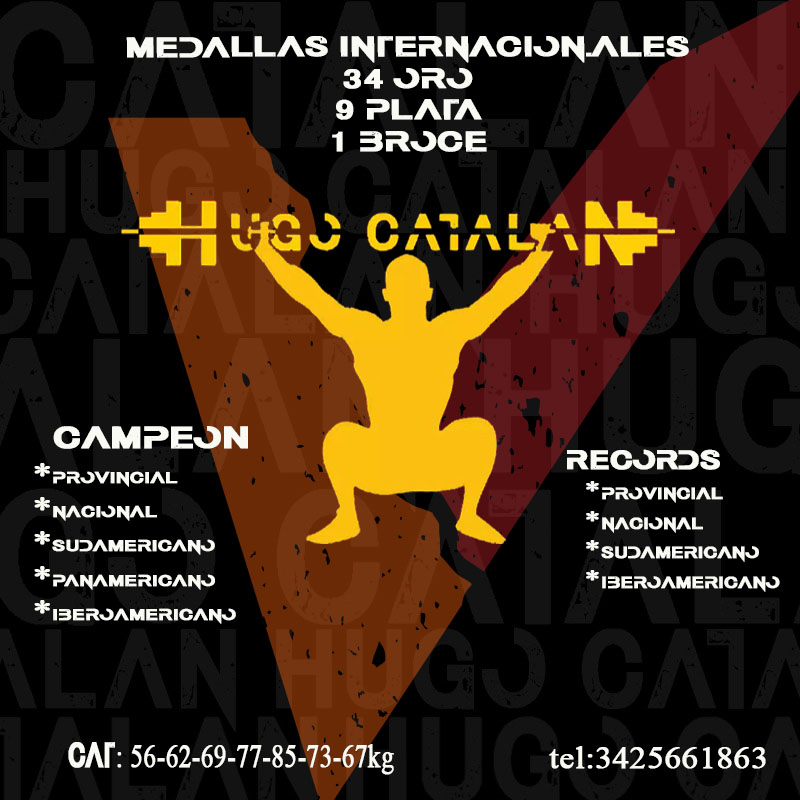 MEDALLAS INTERNACIONALES
34 ORO
9 PLATA
1 BROCE
HUGO CATALAN
CAMPEON
*PROVINCIAL
*NACIONAL
*SUDAMERICANO
*PANAMERICANO
*IBEROAMERICANO
RECORDS
*PROVINCIAL
*NACIONAL
*SUDAMERICANO
*IBEROAMERICANO
CAT: 56-62-69-77-85-73-67kg
tel:3425661863